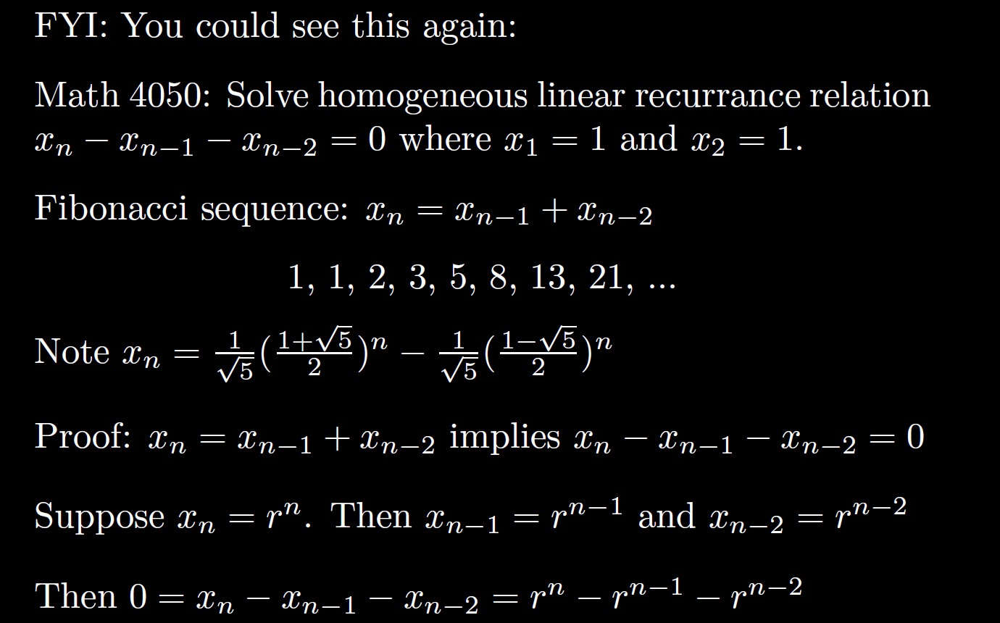 FYI: You could see this again:
Math 4050: Solve homogeneous linear recurrance relation
$x_n - x_{n-1} - x_{n-2} = 0$ where $x_1 = 1$ and $x_2 = 1$.
Fibonacci sequence: $x_n = x_{n-1} + x_{n-2}$
1, 1, 2, 3, 5, 8, 13, 21, ...
Note $x_n = \frac{1}{\sqrt{5}}(\frac{1+\sqrt{5}}{2})^n - \frac{1}{\sqrt{5}}(\frac{1-\sqrt{5}}{2})^n$
Proof: $x_n = x_{n-1} + x_{n-2}$ implies $x_n - x_{n-1} - x_{n-2} = 0$
Suppose $x_n = r^n$. Then $x_{n-1} = r^{n-1}$ and $x_{n-2} = r^{n-2}$
Then $0 = x_n - x_{n-1} - x_{n-2} = r^n - r^{n-1} - r^{n-2}$